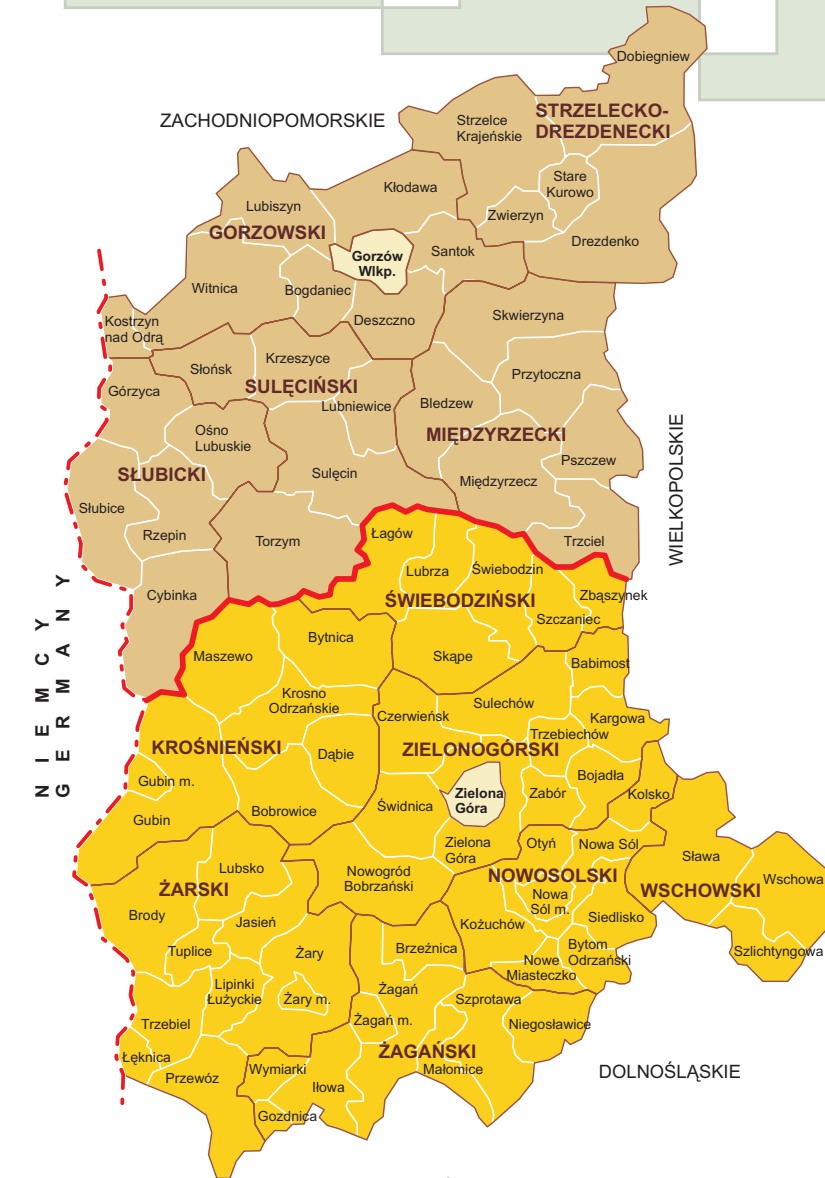 Dobiegniew
ZACHODNIOPOMORSKIE
Strzelce
Krajeńskie
STRZELECKO-
DREZDENECKI
Stare
Kurowo
Kłodawa
Lubiszyn
Zwierzyn
GORZOWSKI
Drezdenko
Gorzów
Wlkp.
Santok
Witnica
Bogdaniec
Deszczno
Skwierzyna
Kostrzyn
nad Odrą
Krzeszyce
Słońsk
Przytoczna
SULĘCIŃSKI
Górzyca
Lubniewice
Bledzew
MIĘDZYRZECKI
WIELKOPOLSKIE
Ośno
Lubuskie
Pszczew
SŁUBICKI
Sulęcin
Międzyrzecz
Słubice
Rzepin
Torzym
Łagów
Trzciel
Lubrza
Świebodzin
Cybinka
ŚWIEBODZIŃSKI
Zbąszynek
Szczaniec
NIEMCY
GERMANY
Bytnica
Maszewo
Skąpe
Babimost
Krosno
Odrzańskie
Sulechów
Czerwieńsk
Kargowa
Trzebiechów
KROŚNIEŃSKI
ZIELONOGÓRSKI
Dąbie
Gubin m.
Bojadła
Zielona
Góra
Zabór
Kolsko
Świdnica
Bobrowice
Gubin
Zielona
Góra
Otyń
Nowa Sól
Sława
Lubsko
Nowogród
Bobrzański
NOWOSOLSKI
Wschowa
ŻARSKI
WSCHOWSKI
Nowa
Sól m.
Brody
Siedlisko
Jasień
Kożuchów
Tuplice
Żary
Brzeźnica
Bytom
Odrzański
Szlichtyngowa
Nowe
Miasteczko
Lipinki
Łużyckie
Żary m.
Żagań
Szprotawa
Trzebiel
Żagań m.
Niegosławice
Łęknica
ŻAGAŃSKI
Przewóz
Wymiarki
Małomice
DOLNOŚLĄSKIE
Iłowa
Gozdnica